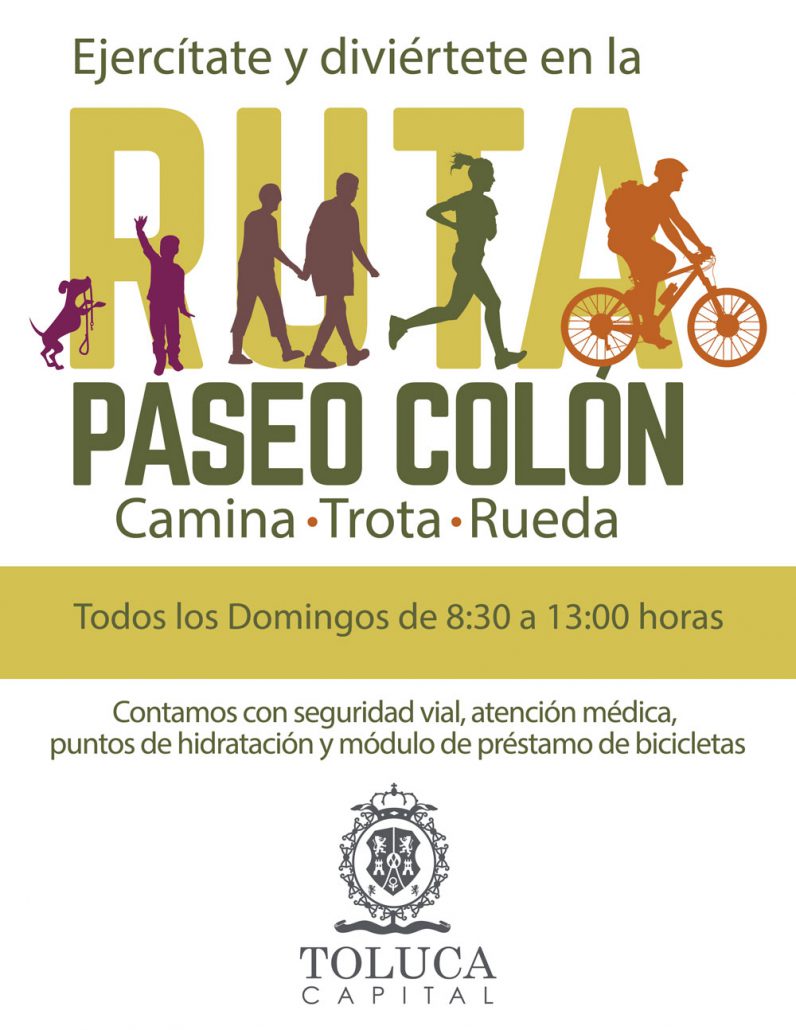 Ejercítate y diviértete en la
RUTA
PASEO COLÓN
Camina • Trota • Rueda
Todos los Domingos de 8:30 a 13:00 horas
Contamos con seguridad vial, atención médica,
puntos de hidratación y módulo de préstamo de bicicletas
TOLUCA
CAPITAL